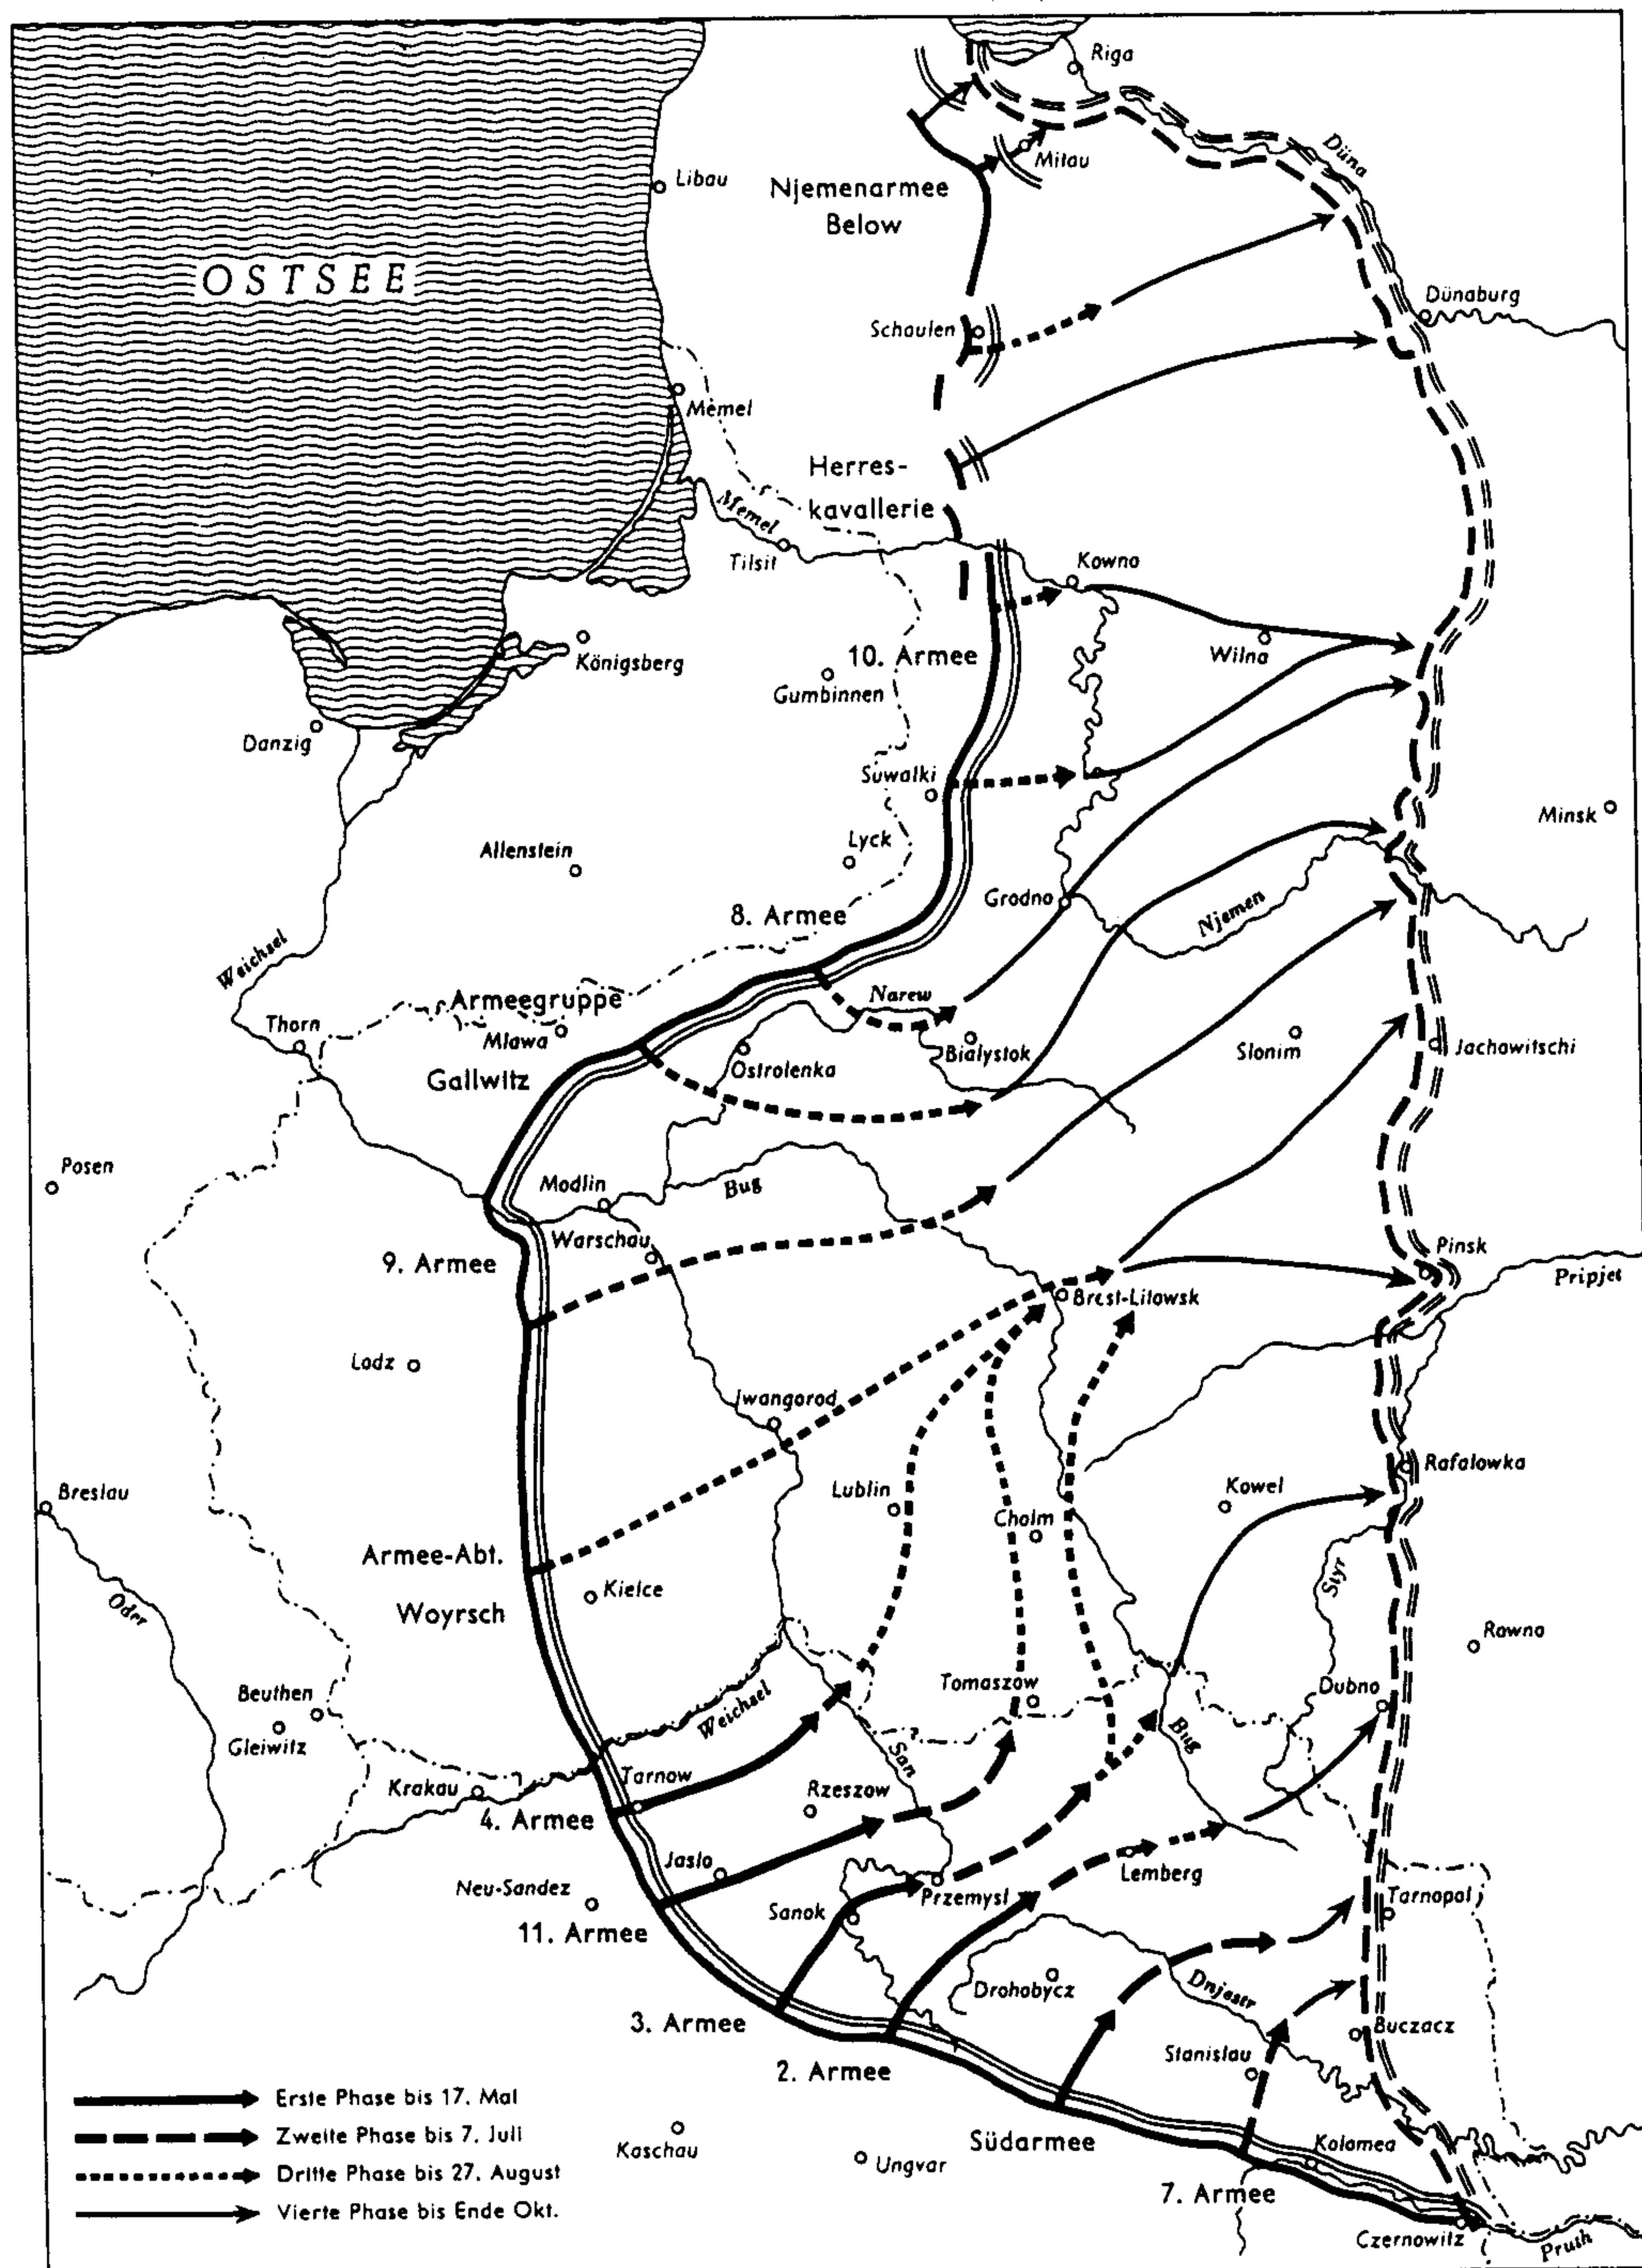 Riga
Mitau
Düna
Libau
Njemenarmee
Below
OSTSEE
Dünaburg
Schaulen
Memel
Herres-
kavallerie
Memel
Tilsit
Kowno
Königsberg
10. Armee
Wilna
Gumbinnen
Danzig
Suwalki
Minsk
Allenstein
Lyck
Grodno
Njemen
8. Armee
Weichsel
Armeegruppe
Narew
Thorn
Mlawa
Bialystok
Slonim
Jachowitschi
Ostrolenka
Gallwitz
Posen
Modlin
Bug
Warschau
Pinsk
9. Armee
Pripjet
Brest-Litowsk
Lodz
Jwangorod
Rafalowka
Breslau
Lublin
Kowel
Cholm
Armee-Abt.
Kielce
Styr
Oder
Woyrsch
Rowno
Beuthen
Weichsel
Tomaszow
Dubno
Gleiwitz
San
Bug
Krakau
Tarnow
Rzeszow
4. Armee
Jaslo
Lemberg
Neu-Sandez
Przemysl
Tarnopol
Sanok
11. Armee
Drohobycz
Dnjestr
3. Armee
Buczacz
Stanislau
2. Armee
Erste Phase bis 17. Mai
Zweite Phase bis 7. Juli
Kaschau
Südarmee
Kolomea
Ungvar
Dritte Phase bis 27. August
7. Armee
Vierte Phase bis Ende Okt.
Czernowitz
Pruth